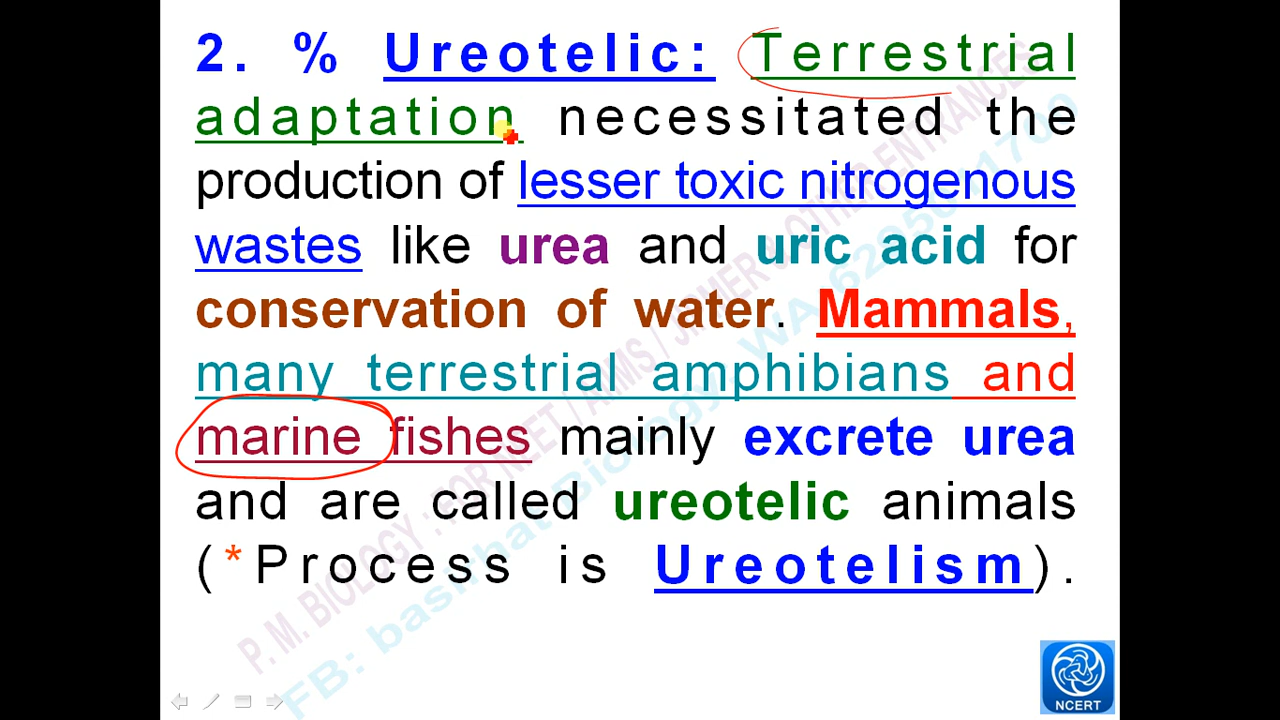 2. % Ureotelic: Terrestrial
adaptation necessitated the
production of lesser toxic nitrogenous
wastes like urea and uric acid for
conservation of water. Mammals,
many terrestrial amphibians and
marine fishes mainly excrete urea
and are called ureotelic animals
(*Process is Ureotelism).
NCERT